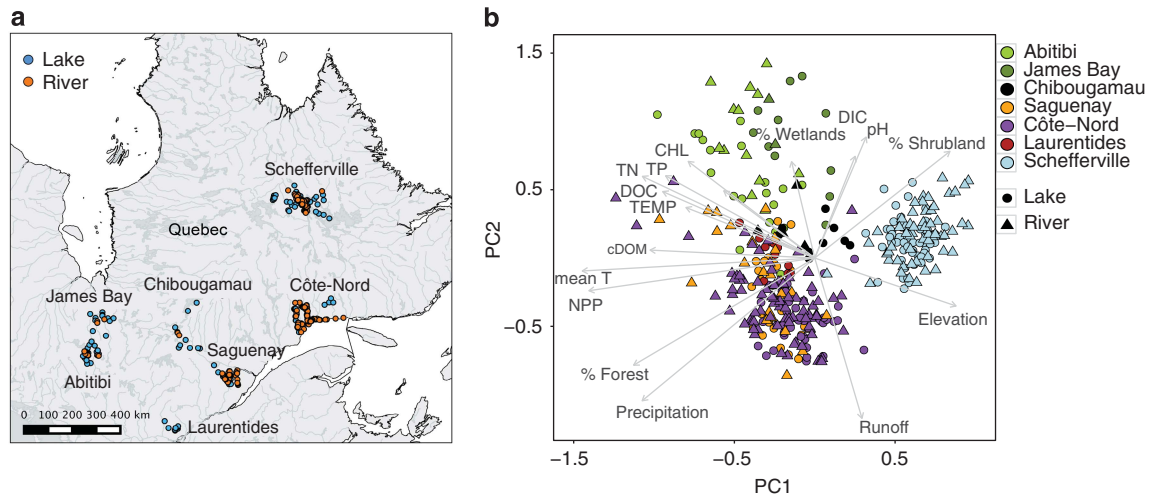 a
Lake
River
Schefferville
Quebec
Chibougamau
Côte-Nord
James Bay
Saguenay
Abitibi
0 100 200 300 400 km
Laurentides
b
1.5
0.5
−0.5
PC2
−1.5 −0.5 0.5
PC1
DIC
pH
% Wetlands
% Shrubland
CHL
TN TP
DOC
TEMP
cDOM
mean T
NPP
Elevation
% Forest
Precipitation
Runoff
Abitibi
James Bay
Chibougamau
Saguenay
Côte−Nord
Laurentides
Schefferville
Lake
River